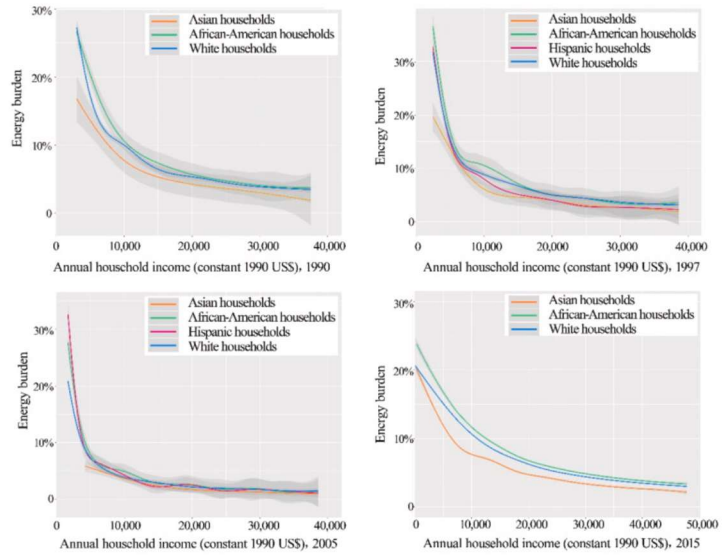 30%
20%
10%
0
Energy burden
Asian households
African-American households
White households
0 10,000 20,000 30,000 40,000
Annual household income (constant 1990 US$), 1990
30%
20%
10%
0
Energy burden
Asian households
African-American households
Hispanic households
White households
0 10,000 20,000 30,000 40,000
Annual household income (constant 1990 US$), 1997
30%
20%
10%
0
Energy burden
Asian households
African-American households
Hispanic households
White households
0 10,000 20,000 30,000 40,000
Annual household income (constant 1990 US$), 2005
30%
20%
10%
0
Energy burden
Asian households
African-American households
White households
0 10,000 20,000 30,000 40,000 50,000
Annual household income (constant 1990 US$), 2015